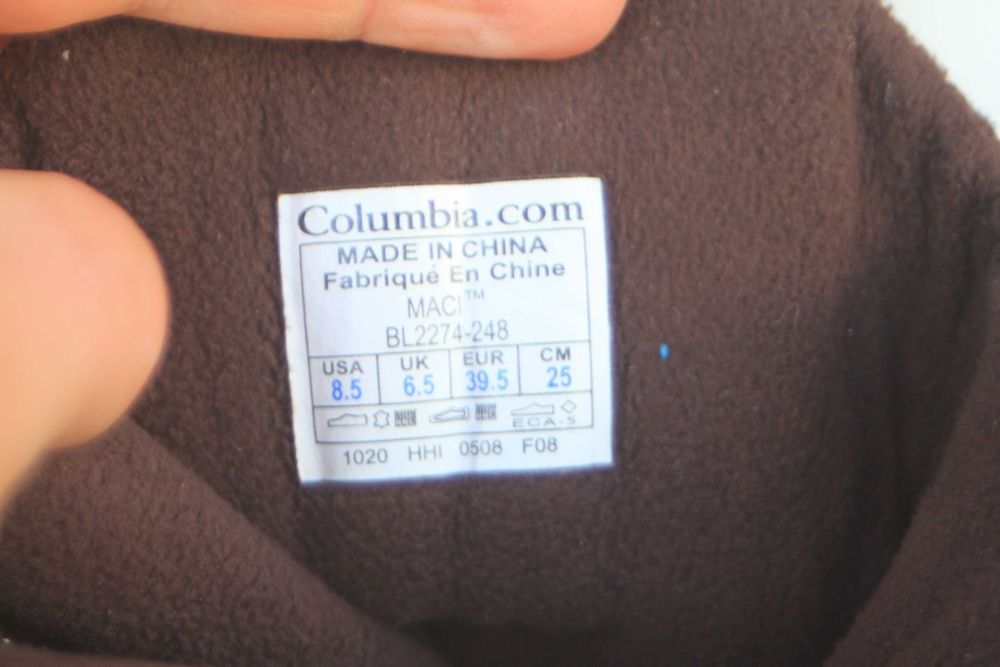 Columbia.com
MADE IN CHINA
Fabriqué En Chine
MACI™
BL2274-248
USA UK EUR CM
8.5 6.5 39.5 25
ECA-S
1020 HHI 0508 F08